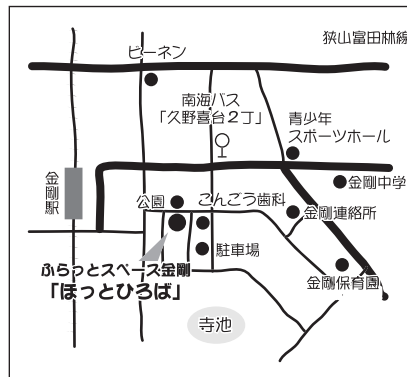 狭山富田林線
ビーネン
南海バス
「久野喜台2丁」
青少年
スポーツホール
金剛駅
公園
こんごう歯科
金剛中学
金剛連絡所
駐車場
ふらっとスペース金剛
「ほっとひろば」
金剛保育園
寺池